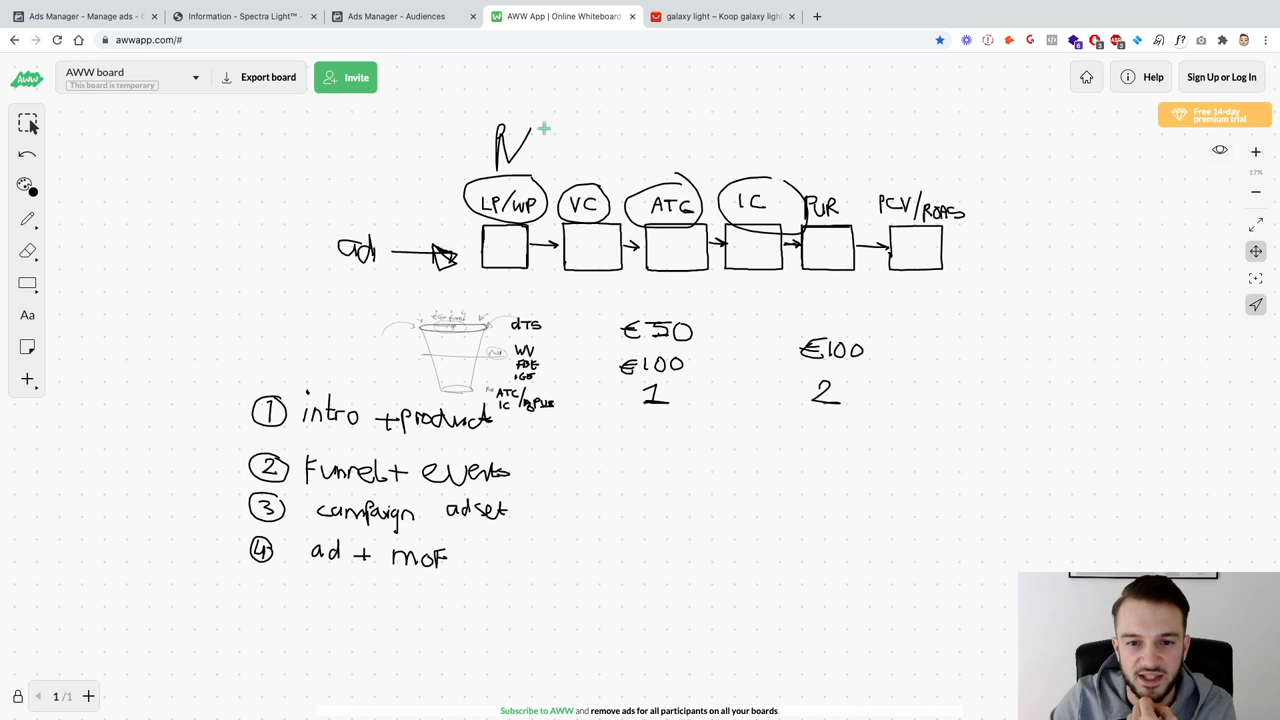 Ads Manager - Manage ads - C
Information - Spectra Light™ -
Ads Manager - Audiences
AWW App | Online Whiteboard
galaxy light – Koop galaxy ligh
awwapp.com/#
AWW
AWW board
This board is temporary
Export board
Invite
Help
Sign Up or Log In
Free 14-day
premium trial
17%
PV
LP/WP
VC
ATC
IC
PUR
PCV/ROAS
ad
dTS
€50
WV
€100
€100
ATC/
IC
1
2
① intro + product
② Funnel + events
③ campaign adset
④ ad + MOF
Aa
1 /1
Subscribe to AWW and remove ads for all participants on all your boards.